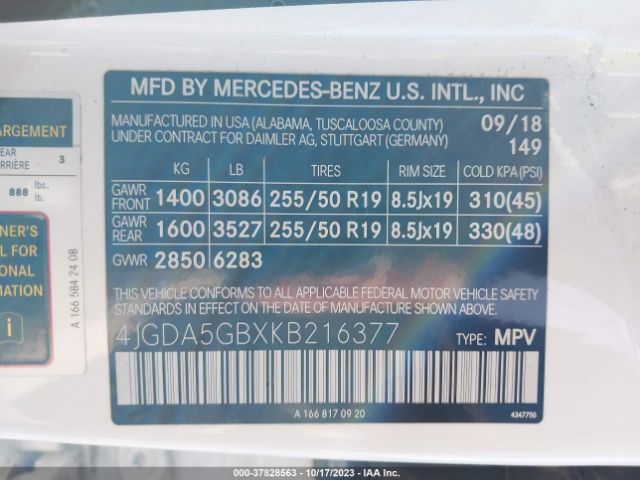 MFD BY MERCEDES-BENZ U.S. INTL., INC
MANUFACTURED IN USA (ALABAMA, TUSCALOOSA COUNTY) 09/18
UNDER CONTRACT FOR DAIMLER AG, STUTTGART (GERMANY) 149
KG LB TIRES RIM SIZE COLD KPA (PSI)
GAWR FRONT 1400 3086 255/50 R19 8.5Jx19 310(45)
GAWR REAR 1600 3527 255/50 R19 8.5Jx19 330(48)
GVWR 2850 6283
THIS VEHICLE CONFORMS TO ALL APPLICABLE FEDERAL MOTOR VEHICLE SAFETY
STANDARDS IN EFFECT ON THE DATE OF MANUFACTURE SHOWN ABOVE.
4JGDA5GBXKB216377 TYPE: MPV
A 166 817 09 20
4347750
ARGEMENT
EAR
RRIÈRE 3
888 lbs.
lb.
NER'S
L FOR
ONAL
MATION
i
A 166 584 24 08
000-37828563 - 10/17/2023 - IAA Inc.